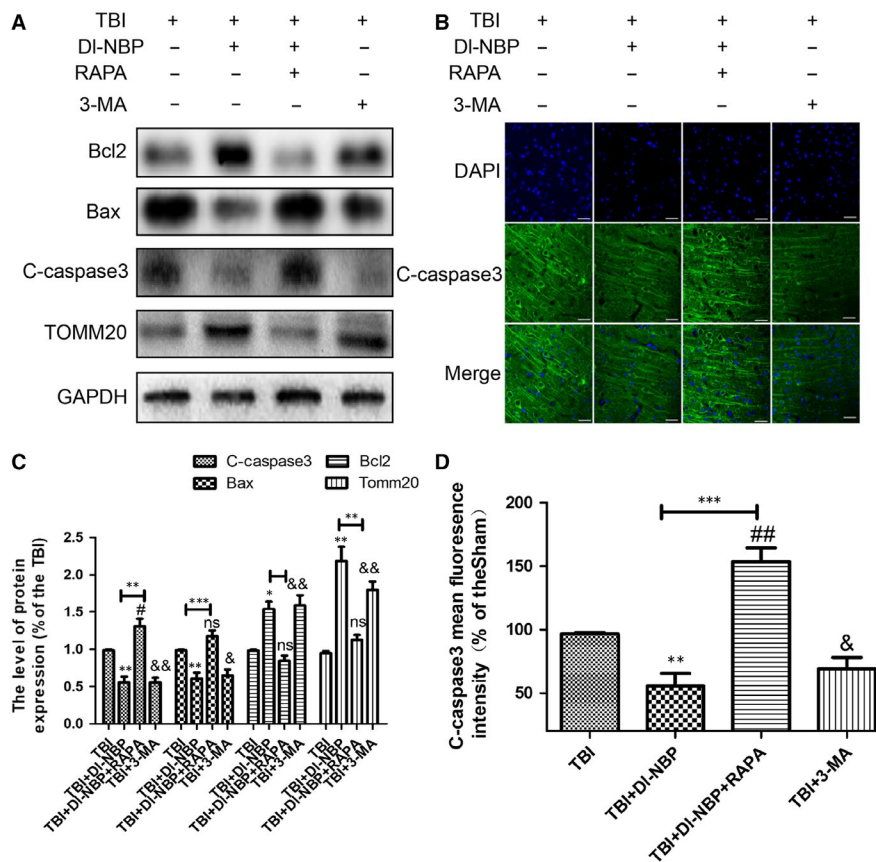 A
TBI + + + +
Dl-NBP – + + –
RAPA – – + –
3-MA – – – +
Bcl2
Bax
C-caspase3
TOMM20
GAPDH
B
TBI + + + +
Dl-NBP – + + –
RAPA – – + –
3-MA – – – +
DAPI
C-caspase3
Merge
C
C-caspase3 Bcl2
Bax Tomm20
The level of protein
expression (% of the TBI)
2.5
2.0
1.5
1.0
0.5
0.0
** # ** &&
*** ns ** &
* ns &&
** ** ns &&
TBI
TBI+Dl-NBP
TBI+Dl-NBP+RAPA
TBI+3-MA
TBI
TBI+Dl-NBP
TBI+Dl-NBP+RAPA
TBI+3-MA
TBI
TBI+Dl-NBP
TBI+Dl-NBP+RAPA
TBI+3-MA
TBI
TBI+Dl-NBP
TBI+Dl-NBP+RAPA
TBI+3-MA
D
C-caspase3 mean fluoresence
intensity（% of theSham）
200
150
100
50
***
##
**
&
TBI
TBI+Dl-NBP
TBI+Dl-NBP+RAPA
TBI+3-MA